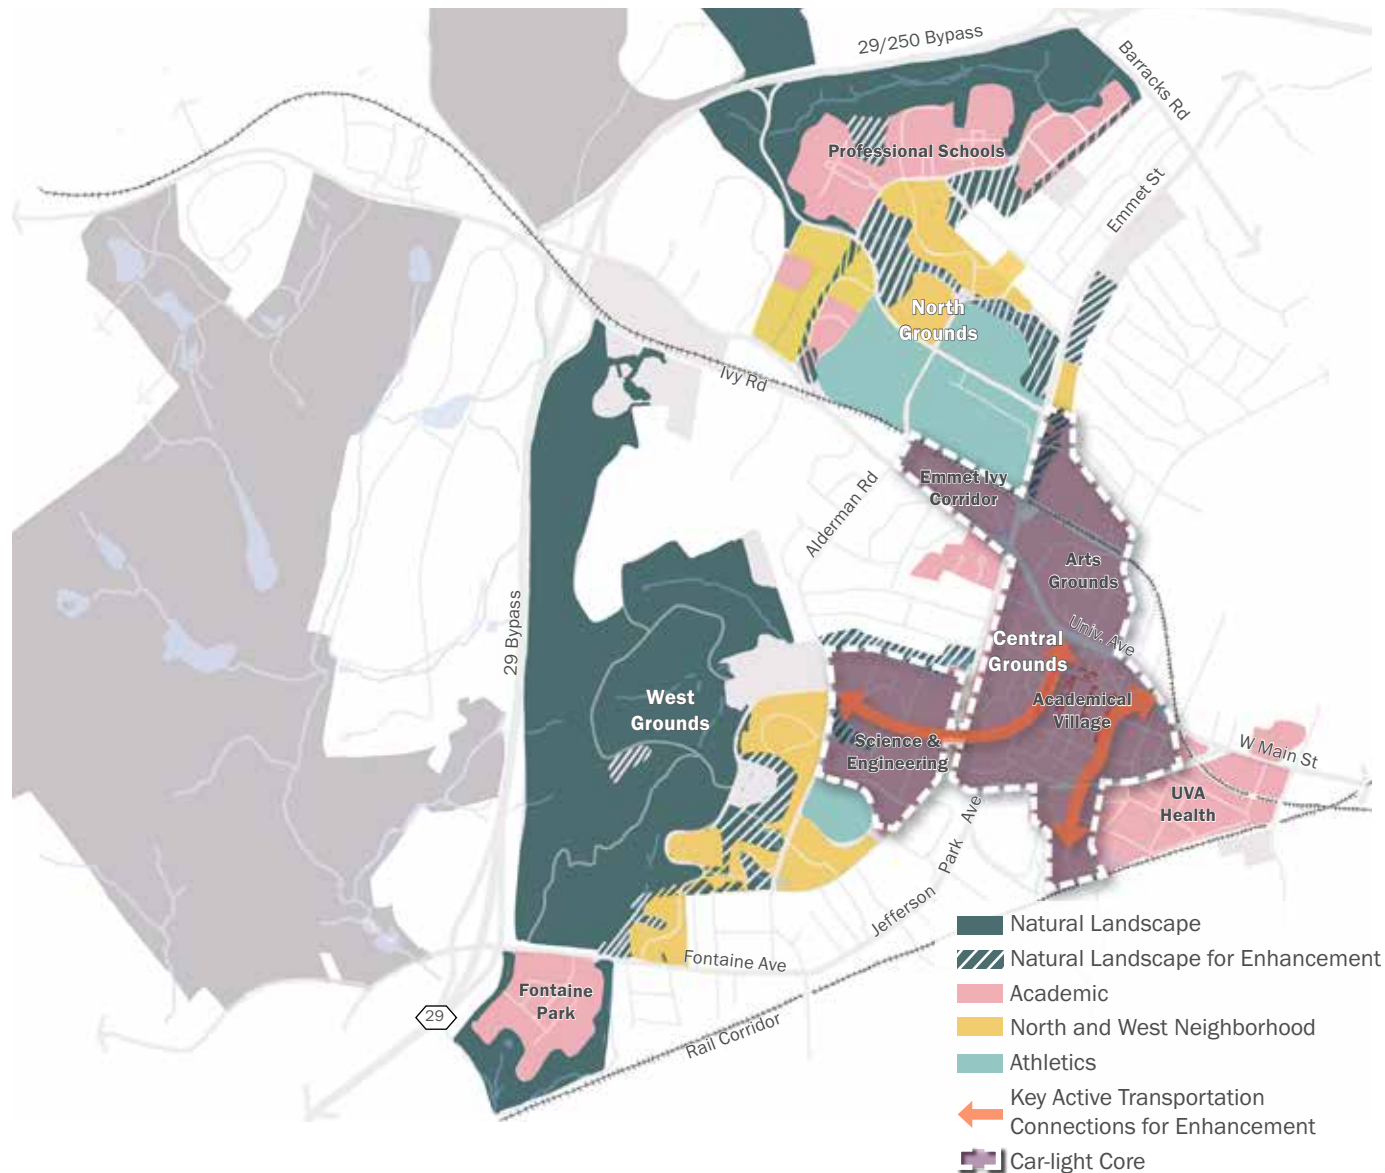 29/250 Bypass
Barracks Rd
Professional Schools
Emmet St
North
Grounds
Ivy Rd
Emmet Ivy
Corridor
Alderman Rd
Arts
Grounds
29 Bypass
Univ. Ave
Central
Grounds
West
Grounds
Academical
Village
Science &
Engineering
W Main St
UVA
Health
Jefferson Park Ave
Fontaine Ave
Fontaine
Park
29
Rail Corridor
Natural Landscape
Natural Landscape for Enhancement
Academic
North and West Neighborhood
Athletics
Key Active Transportation
Connections for Enhancement
Car-light Core